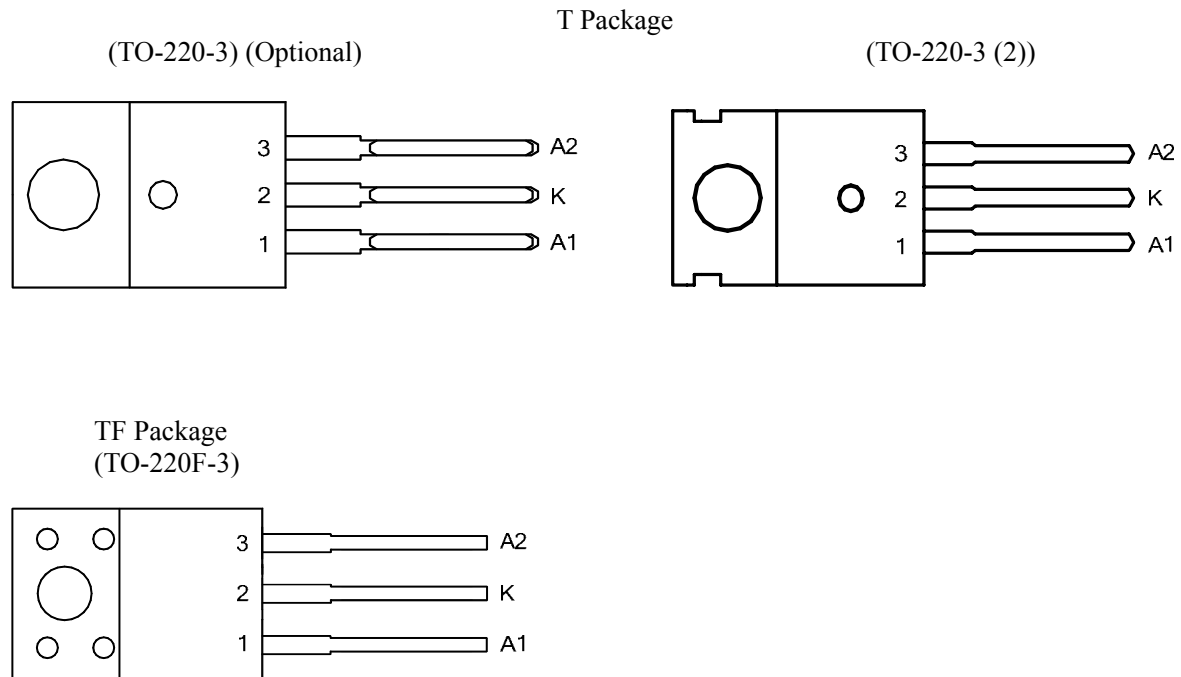 T Package
(TO-220-3) (Optional)
(TO-220-3 (2))
3 A2
2 K
1 A1
3 A2
2 K
1 A1
TF Package
(TO-220F-3)
3 A2
2 K
1 A1